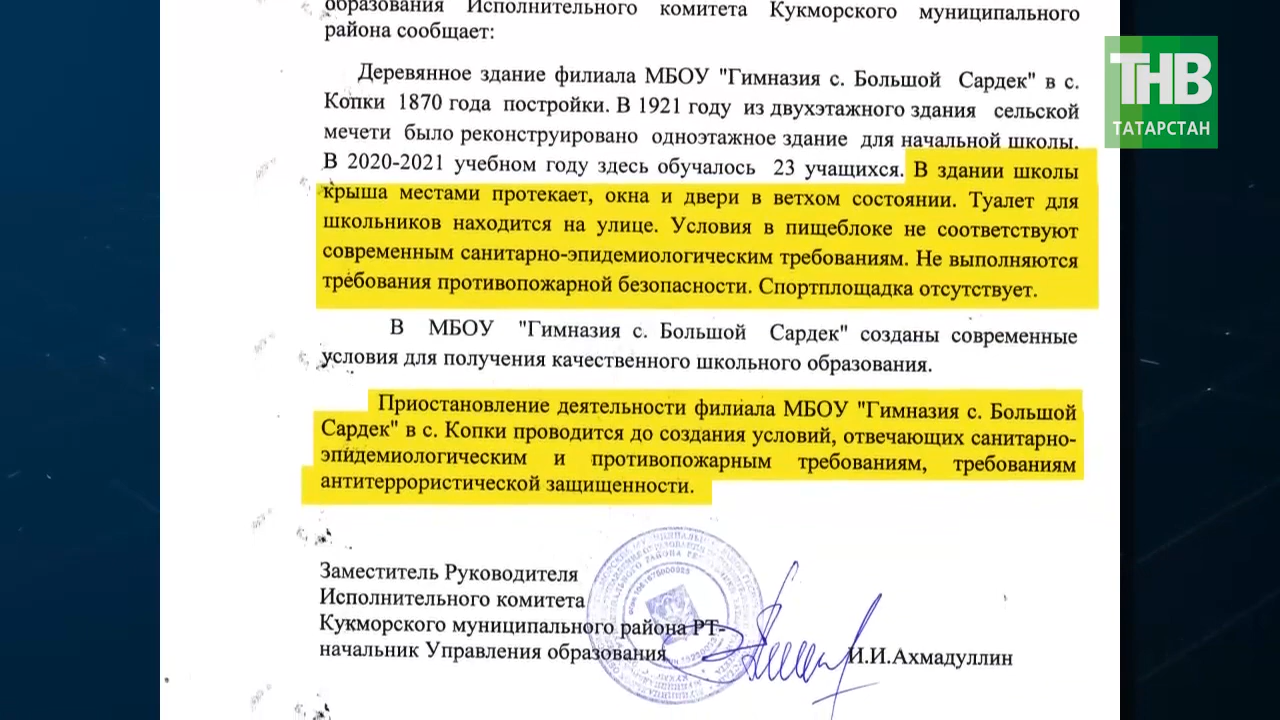 образования Исполнительного комитета Кукморского муниципального
района сообщает:
Деревянное здание филиала МБОУ "Гимназия с. Большой Сардек" в с.
Копки 1870 года постройки. В 1921 году из двухэтажного здания сельской
мечети было реконструировано одноэтажное здание для начальной школы.
В 2020-2021 учебном году здесь обучалось 23 учащихся. В здании школы
крыша местами протекает, окна и двери в ветхом состоянии. Туалет для
школьников находится на улице. Условия в пищеблоке не соответствуют
современным санитарно-эпидемиологическим требованиям. Не выполняются
требования противопожарной безопасности. Спортплощадка отсутствует.
В МБОУ "Гимназия с. Большой Сардек" созданы современные
условия для получения качественного школьного образования.
Приостановление деятельности филиала МБОУ "Гимназия с. Большой
Сардек" в с. Копки проводится до создания условий, отвечающих санитарно-
эпидемиологическим и противопожарным требованиям, требованиям
антитеррористической защищенности.
Заместитель Руководителя
Исполнительного комитета
Кукморского муниципального района РТ-
начальник Управления образования
И.И.Ахмадуллин
ТНВ
ТАТАРСТАН